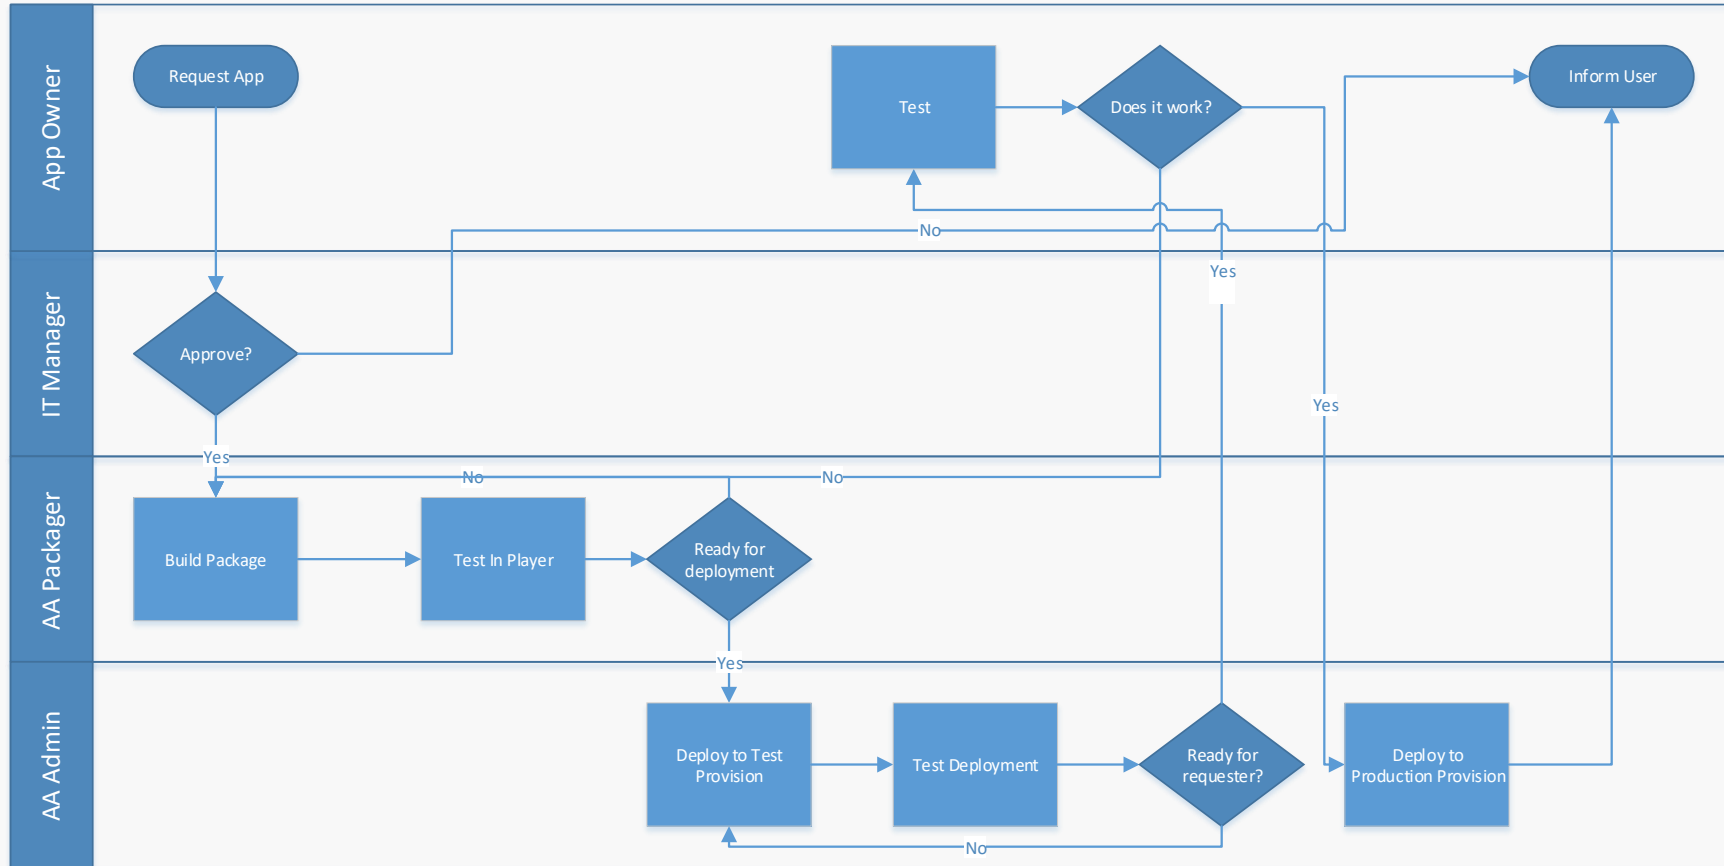 App Owner
Request App
Test
Does it work?
Inform User
No
IT Manager
Yes
Approve?
Yes
Yes
AA Packager
No
No
Build Package
Test In Player
Ready for
deployment
Yes
AA Admin
Deploy to Test
Provision
Test Deployment
Ready for
requester?
Deploy to
Production Provision
No